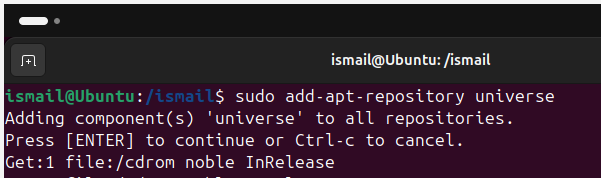 ismail@Ubuntu: /ismail
ismail@Ubuntu:/ismail$ sudo add-apt-repository universe
Adding component(s) 'universe' to all repositories.
Press [ENTER] to continue or Ctrl-c to cancel.
Get:1 file:/cdrom noble InRelease